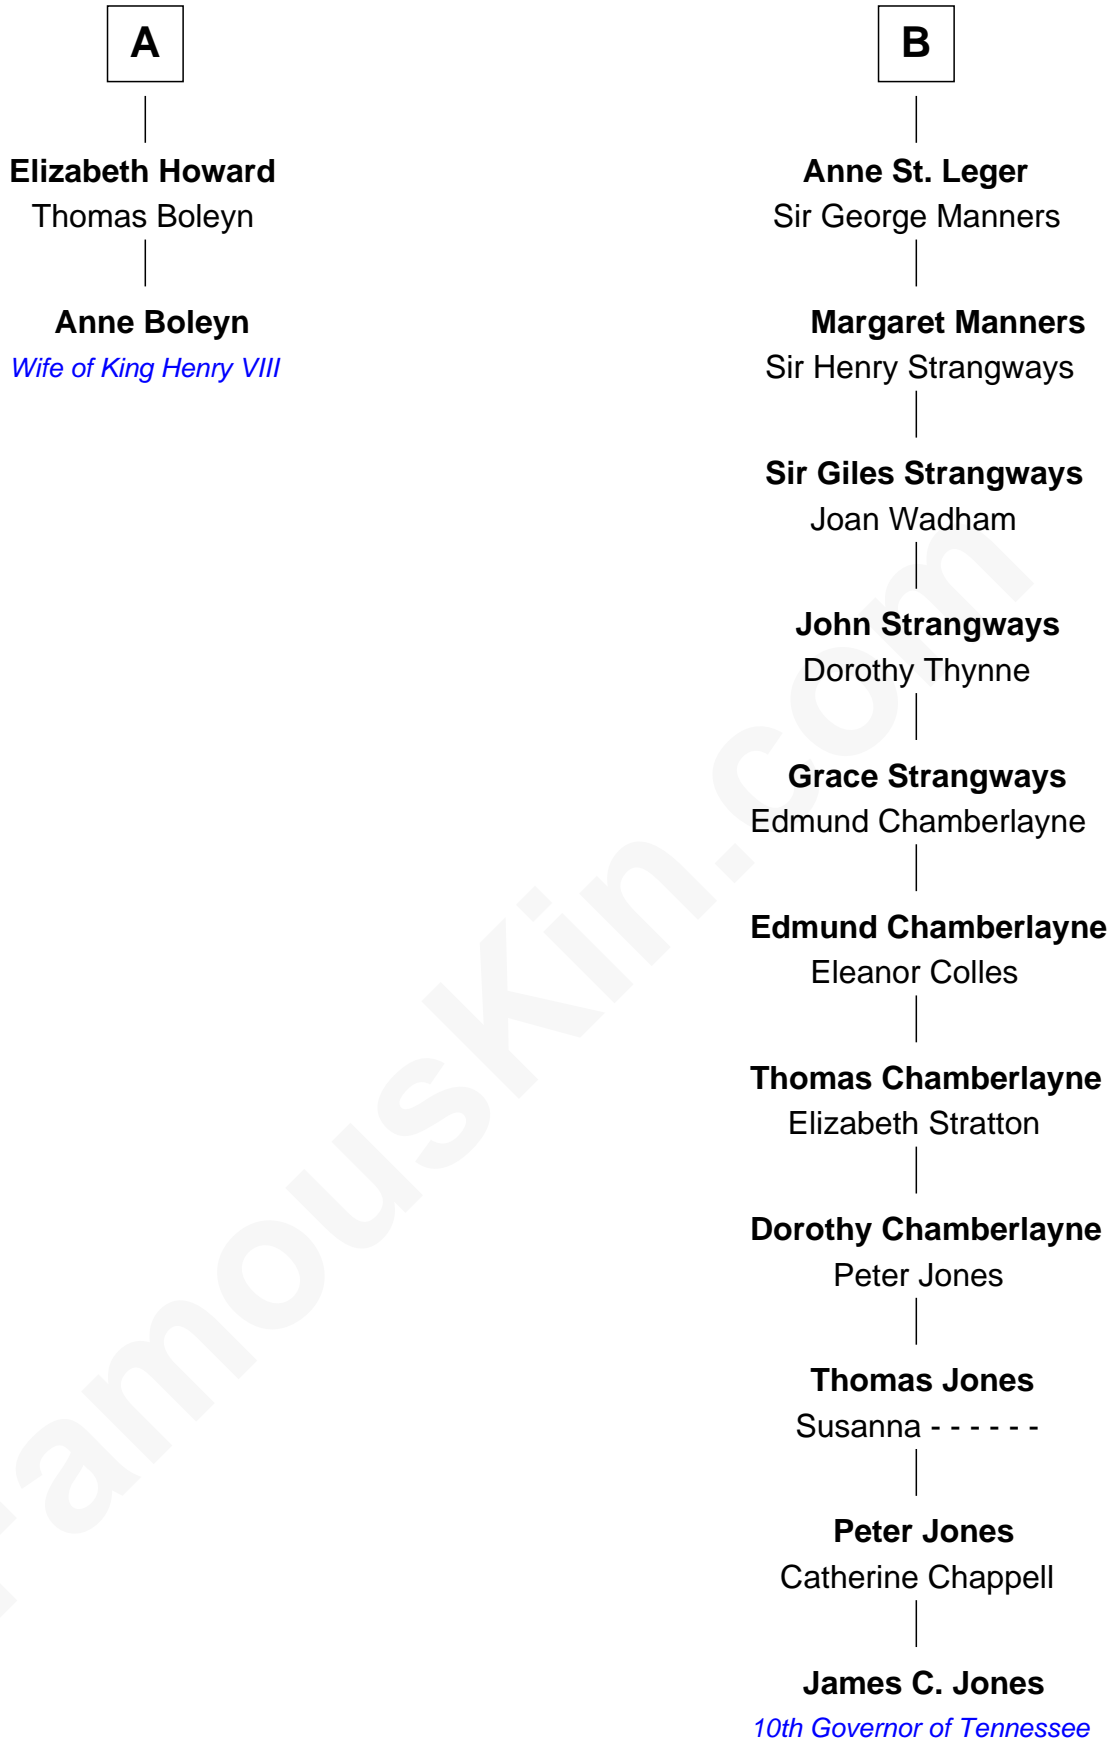 A
Elizabeth Howard
Thomas Boleyn
Anne Boleyn
Wife of King Henry VIII
B
Anne St. Leger
Sir George Manners
Margaret Manners
Sir Henry Strangways
Sir Giles Strangways
Joan Wadham
John Strangways
Dorothy Thynne
Grace Strangways
Edmund Chamberlayne
Edmund Chamberlayne
Eleanor Colles
Thomas Chamberlayne
Elizabeth Stratton
Dorothy Chamberlayne
Peter Jones
Thomas Jones
Susanna - - - - - -
Peter Jones
Catherine Chappell
James C. Jones
10th Governor of Tennessee
FamousKin.com